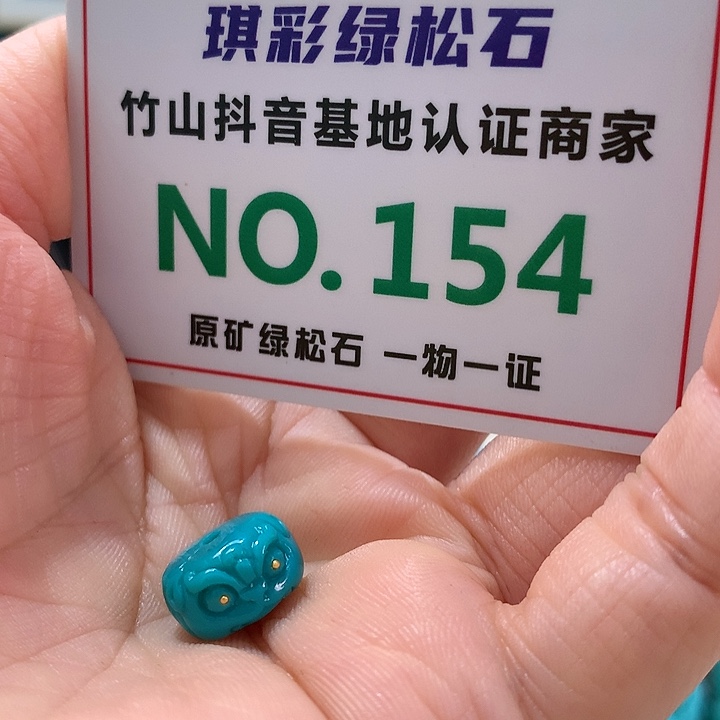 琪彩绿松石
竹山抖音基地认证商家
NO.154
原矿绿松石 一物一证